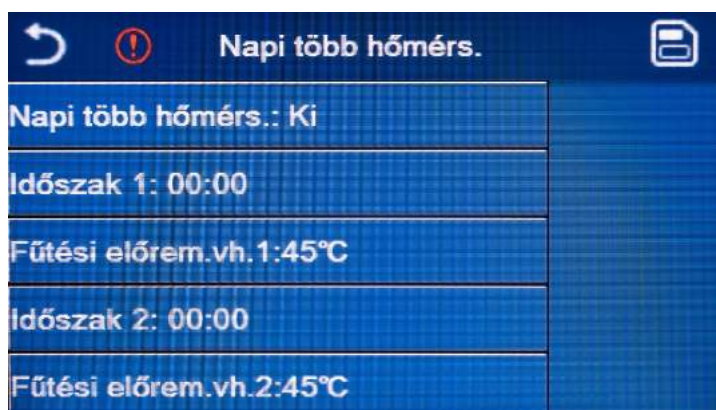 Napi több hőmérs.
Napi több hőmérs.: Ki
Időszak 1: 00:00
Fűtési előrem.vh.1:45℃
Időszak 2: 00:00
Fűtési előrem.vh.2:45℃